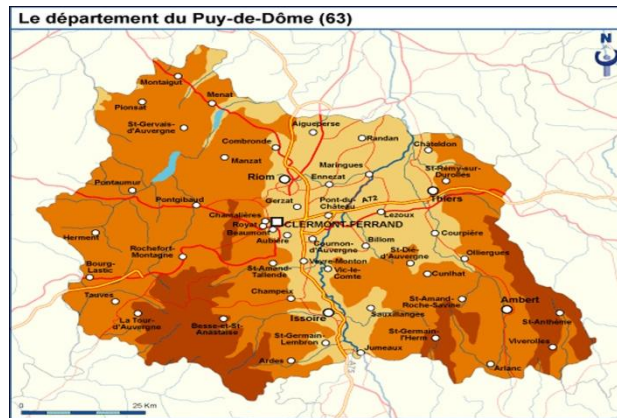 Le département du Puy-de-Dôme (63)
N
Montaigut
Menat
Pionsat
St-Gervais-
d'Auvergne
Aigueperse
Combronde
Randan
Châteldon
Manzat
Maringues
St-Rémy-sur-
Durolles
Riom
Ennezat
Pontaumur
Thiers
Pontgibaud
Gerzat
Pont-du-
Château
A72
Lezoux
Chamalières
Royat
CLERMONT-FERRAND
Beaumont
Aubière
Cournon-
d'Auvergne
Billom
Courpière
Herment
Rochefort-
Montagne
St-Dier-
d'Auvergne
Olliergues
Veyre-Monton
Vic-le-
Comte
Bourg-
Lastic
St-Amand-
Tallende
Cunlhat
Tauves
Champeix
St-Amand-
Roche-Savine
Ambert
La Tour-
d'Auvergne
Besse-et-St-
Anastaise
Issoire
Sauxillanges
St-Anthème
St-Germain-
Lembron
St-Germain-
l'Herm
Viverolles
Ardes
Jumeaux
Arlanc
A75
0
25 Km